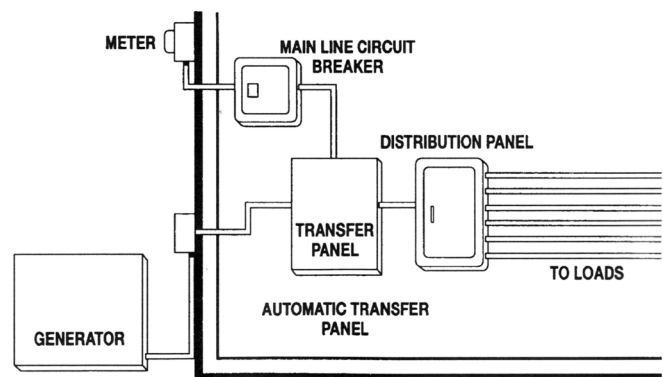 METER
MAIN LINE CIRCUIT
BREAKER
DISTRIBUTION PANEL
TRANSFER
PANEL
TO LOADS
AUTOMATIC TRANSFER
PANEL
GENERATOR